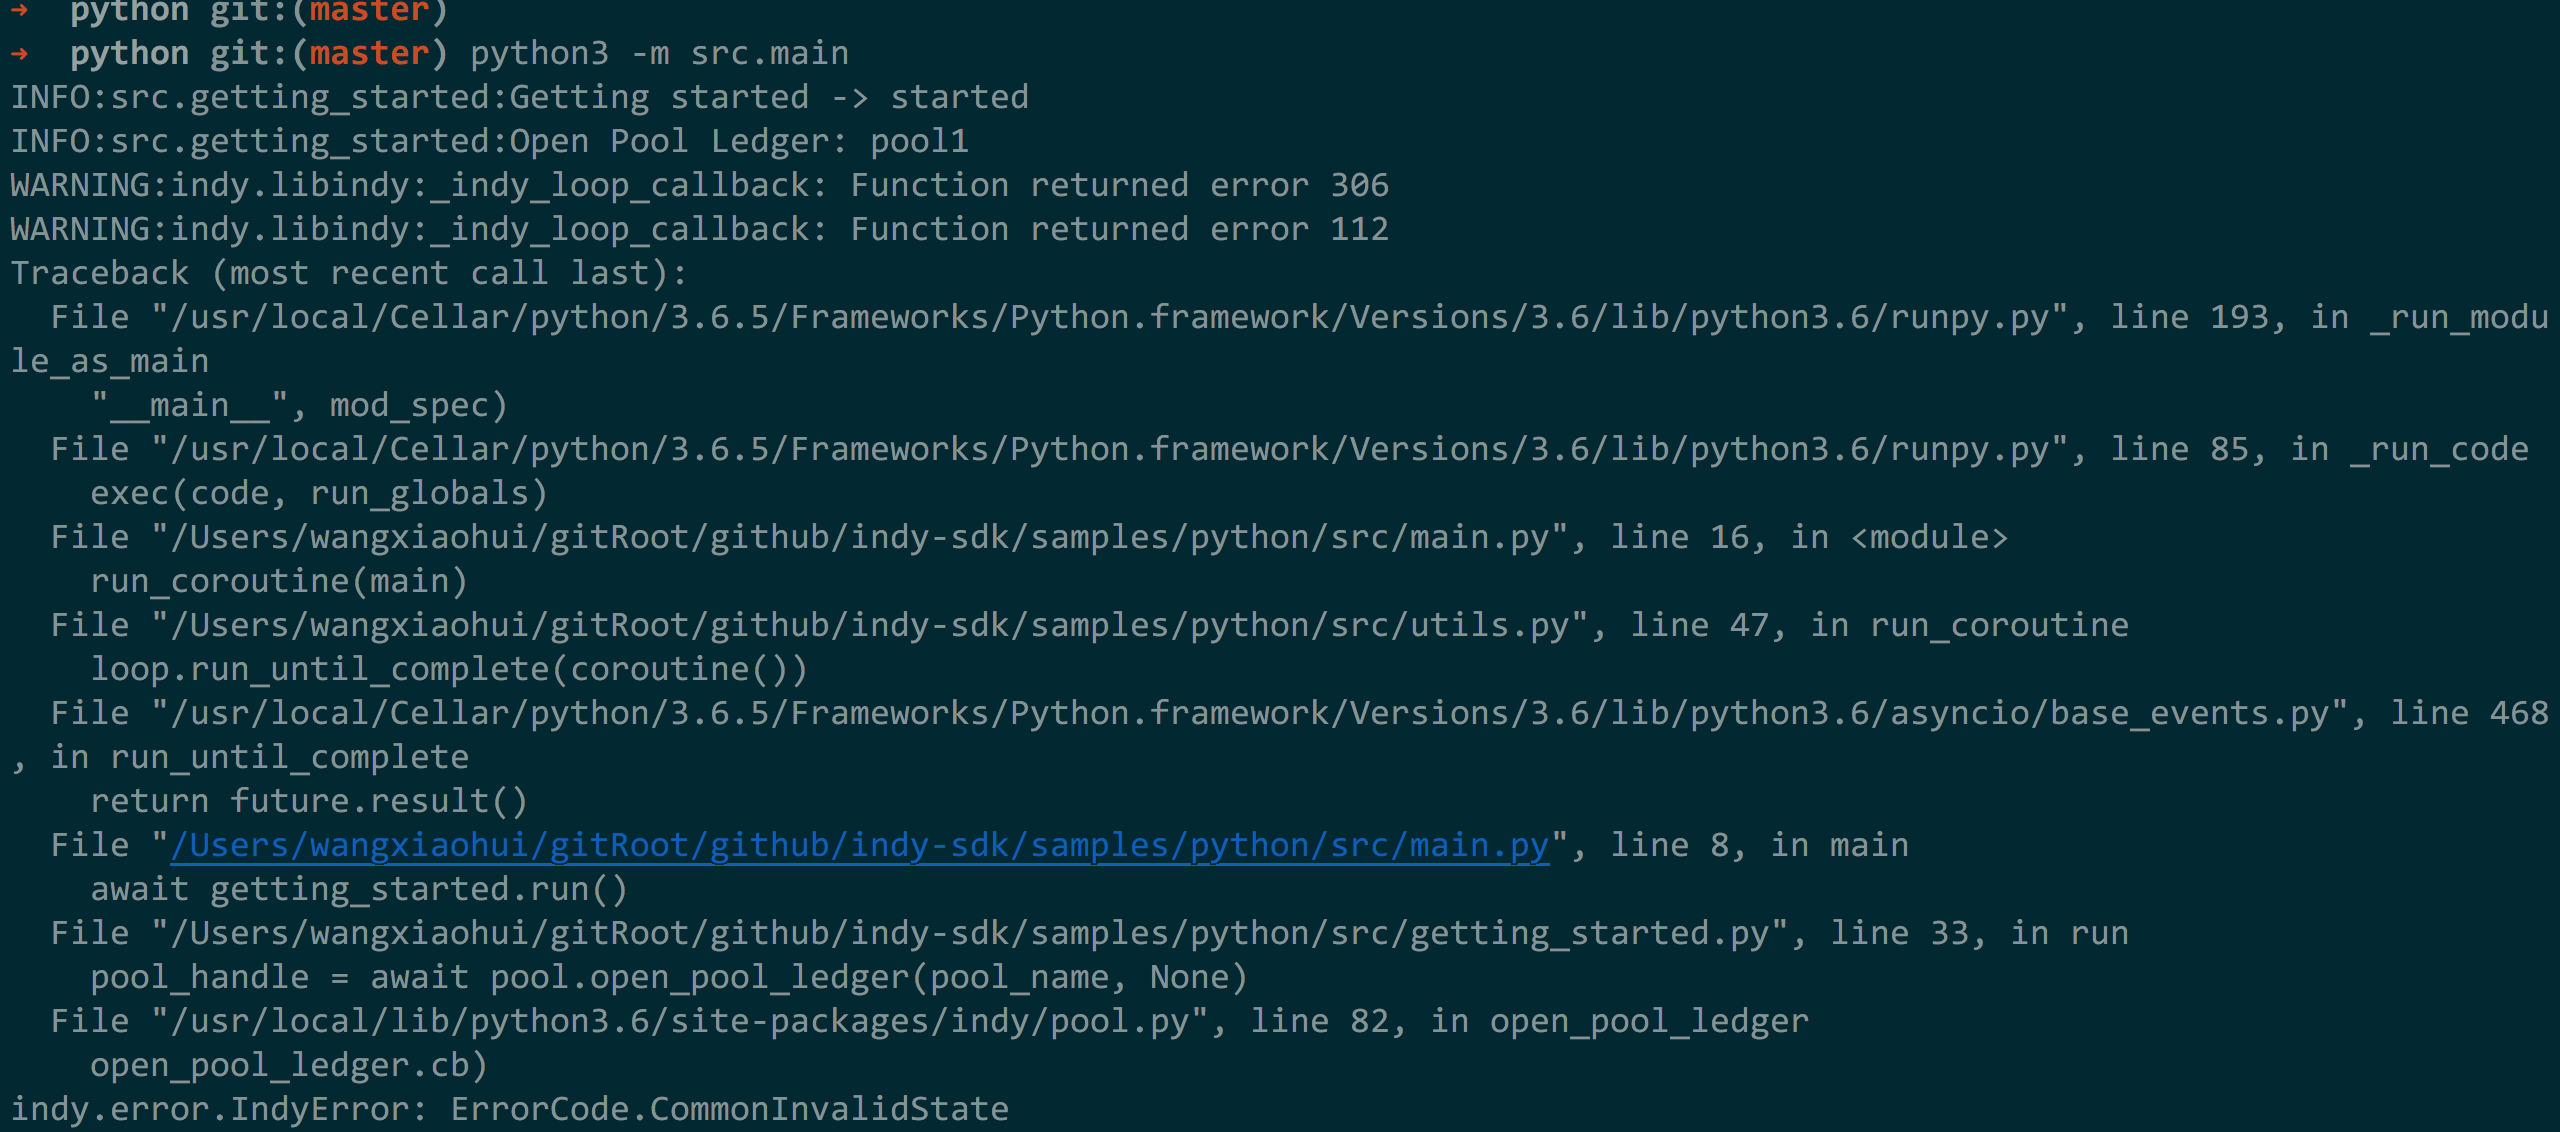 ➜  python git:(master)
➜  python git:(master) python3 -m src.main
INFO:src.getting_started:Getting started -> started
INFO:src.getting_started:Open Pool Ledger: pool1
WARNING:indy.libindy:_indy_loop_callback: Function returned error 306
WARNING:indy.libindy:_indy_loop_callback: Function returned error 112
Traceback (most recent call last):
  File "/usr/local/Cellar/python/3.6.5/Frameworks/Python.framework/Versions/3.6/lib/python3.6/runpy.py", line 193, in _run_modu
le_as_main
    "__main__", mod_spec)
  File "/usr/local/Cellar/python/3.6.5/Frameworks/Python.framework/Versions/3.6/lib/python3.6/runpy.py", line 85, in _run_code
    exec(code, run_globals)
  File "/Users/wangxiaohui/gitRoot/github/indy-sdk/samples/python/src/main.py", line 16, in <module>
    run_coroutine(main)
  File "/Users/wangxiaohui/gitRoot/github/indy-sdk/samples/python/src/utils.py", line 47, in run_coroutine
    loop.run_until_complete(coroutine())
  File "/usr/local/Cellar/python/3.6.5/Frameworks/Python.framework/Versions/3.6/lib/python3.6/asyncio/base_events.py", line 468
, in run_until_complete
    return future.result()
  File "/Users/wangxiaohui/gitRoot/github/indy-sdk/samples/python/src/main.py", line 8, in main
    await getting_started.run()
  File "/Users/wangxiaohui/gitRoot/github/indy-sdk/samples/python/src/getting_started.py", line 33, in run
    pool_handle = await pool.open_pool_ledger(pool_name, None)
  File "/usr/local/lib/python3.6/site-packages/indy/pool.py", line 82, in open_pool_ledger
    open_pool_ledger.cb)
indy.error.IndyError: ErrorCode.CommonInvalidState